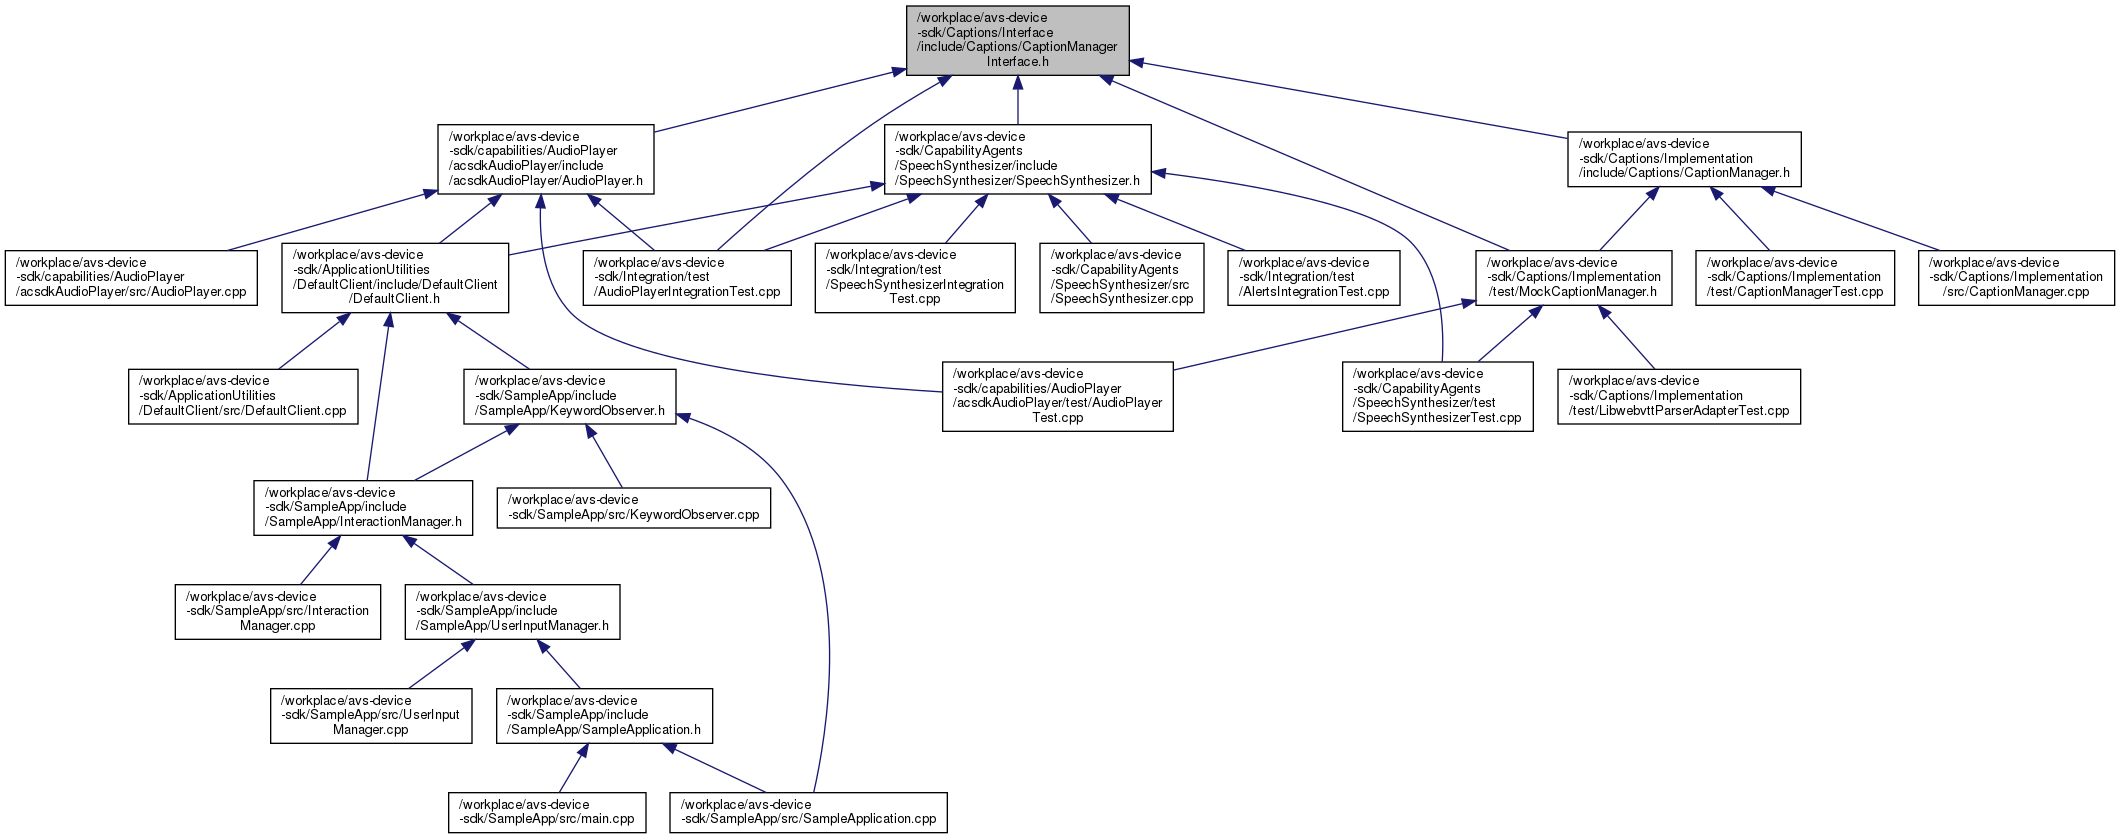 /workplace/avs-device
-sdk/Captions/Interface
/include/Captions/CaptionManager
Interface.h
/workplace/avs-device
-sdk/capabilities/AudioPlayer
/acsdkAudioPlayer/include
/acsdkAudioPlayer/AudioPlayer.h
/workplace/avs-device
-sdk/CapabilityAgents
/SpeechSynthesizer/include
/SpeechSynthesizer/SpeechSynthesizer.h
/workplace/avs-device
-sdk/Captions/Implementation
/include/Captions/CaptionManager.h
/workplace/avs-device
-sdk/capabilities/AudioPlayer
/acsdkAudioPlayer/src/AudioPlayer.cpp
/workplace/avs-device
-sdk/ApplicationUtilities
/DefaultClient/include/DefaultClient
/DefaultClient.h
/workplace/avs-device
-sdk/Integration/test
/AudioPlayerIntegrationTest.cpp
/workplace/avs-device
-sdk/Integration/test
/SpeechSynthesizerIntegration
Test.cpp
/workplace/avs-device
-sdk/CapabilityAgents
/SpeechSynthesizer/src
/SpeechSynthesizer.cpp
/workplace/avs-device
-sdk/Integration/test
/AlertsIntegrationTest.cpp
/workplace/avs-device
-sdk/Captions/Implementation
/test/MockCaptionManager.h
/workplace/avs-device
-sdk/Captions/Implementation
/test/CaptionManagerTest.cpp
/workplace/avs-device
-sdk/Captions/Implementation
/src/CaptionManager.cpp
/workplace/avs-device
-sdk/ApplicationUtilities
/DefaultClient/src/DefaultClient.cpp
/workplace/avs-device
-sdk/SampleApp/include
/SampleApp/KeywordObserver.h
/workplace/avs-device
-sdk/capabilities/AudioPlayer
/acsdkAudioPlayer/test/AudioPlayer
Test.cpp
/workplace/avs-device
-sdk/CapabilityAgents
/SpeechSynthesizer/test
/SpeechSynthesizerTest.cpp
/workplace/avs-device
-sdk/Captions/Implementation
/test/LibwebvttParserAdapterTest.cpp
/workplace/avs-device
-sdk/SampleApp/include
/SampleApp/InteractionManager.h
/workplace/avs-device
-sdk/SampleApp/src/KeywordObserver.cpp
/workplace/avs-device
-sdk/SampleApp/src/Interaction
Manager.cpp
/workplace/avs-device
-sdk/SampleApp/include
/SampleApp/UserInputManager.h
/workplace/avs-device
-sdk/SampleApp/src/UserInput
Manager.cpp
/workplace/avs-device
-sdk/SampleApp/include
/SampleApp/SampleApplication.h
/workplace/avs-device
-sdk/SampleApp/src/main.cpp
/workplace/avs-device
-sdk/SampleApp/src/SampleApplication.cpp